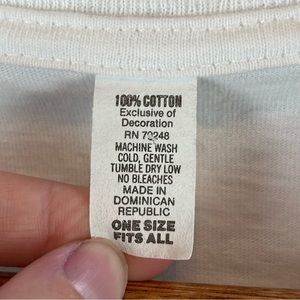 100% COTTON
Exclusive of
Decoration
RN 79248
MACHINE WASH
COLD, GENTLE
TUMBLE DRY LOW
NO BLEACHES
MADE IN
DOMINICAN
REPUBLIC
ONE SIZE
FITS ALL